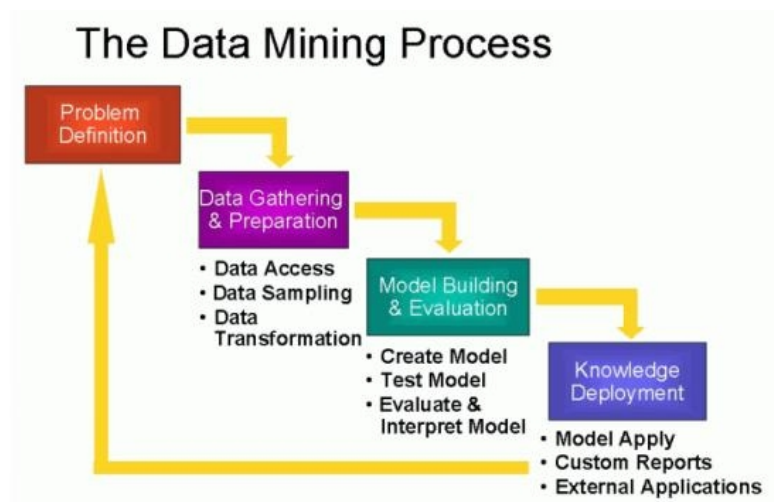 The Data Mining Process
Problem
Definition
Data Gathering
& Preparation
• Data Access
• Data Sampling
• Data
Transformation
Model Building
& Evaluation
• Create Model
• Test Model
• Evaluate &
Interpret Model
Knowledge
Deployment
• Model Apply
• Custom Reports
• External Applications